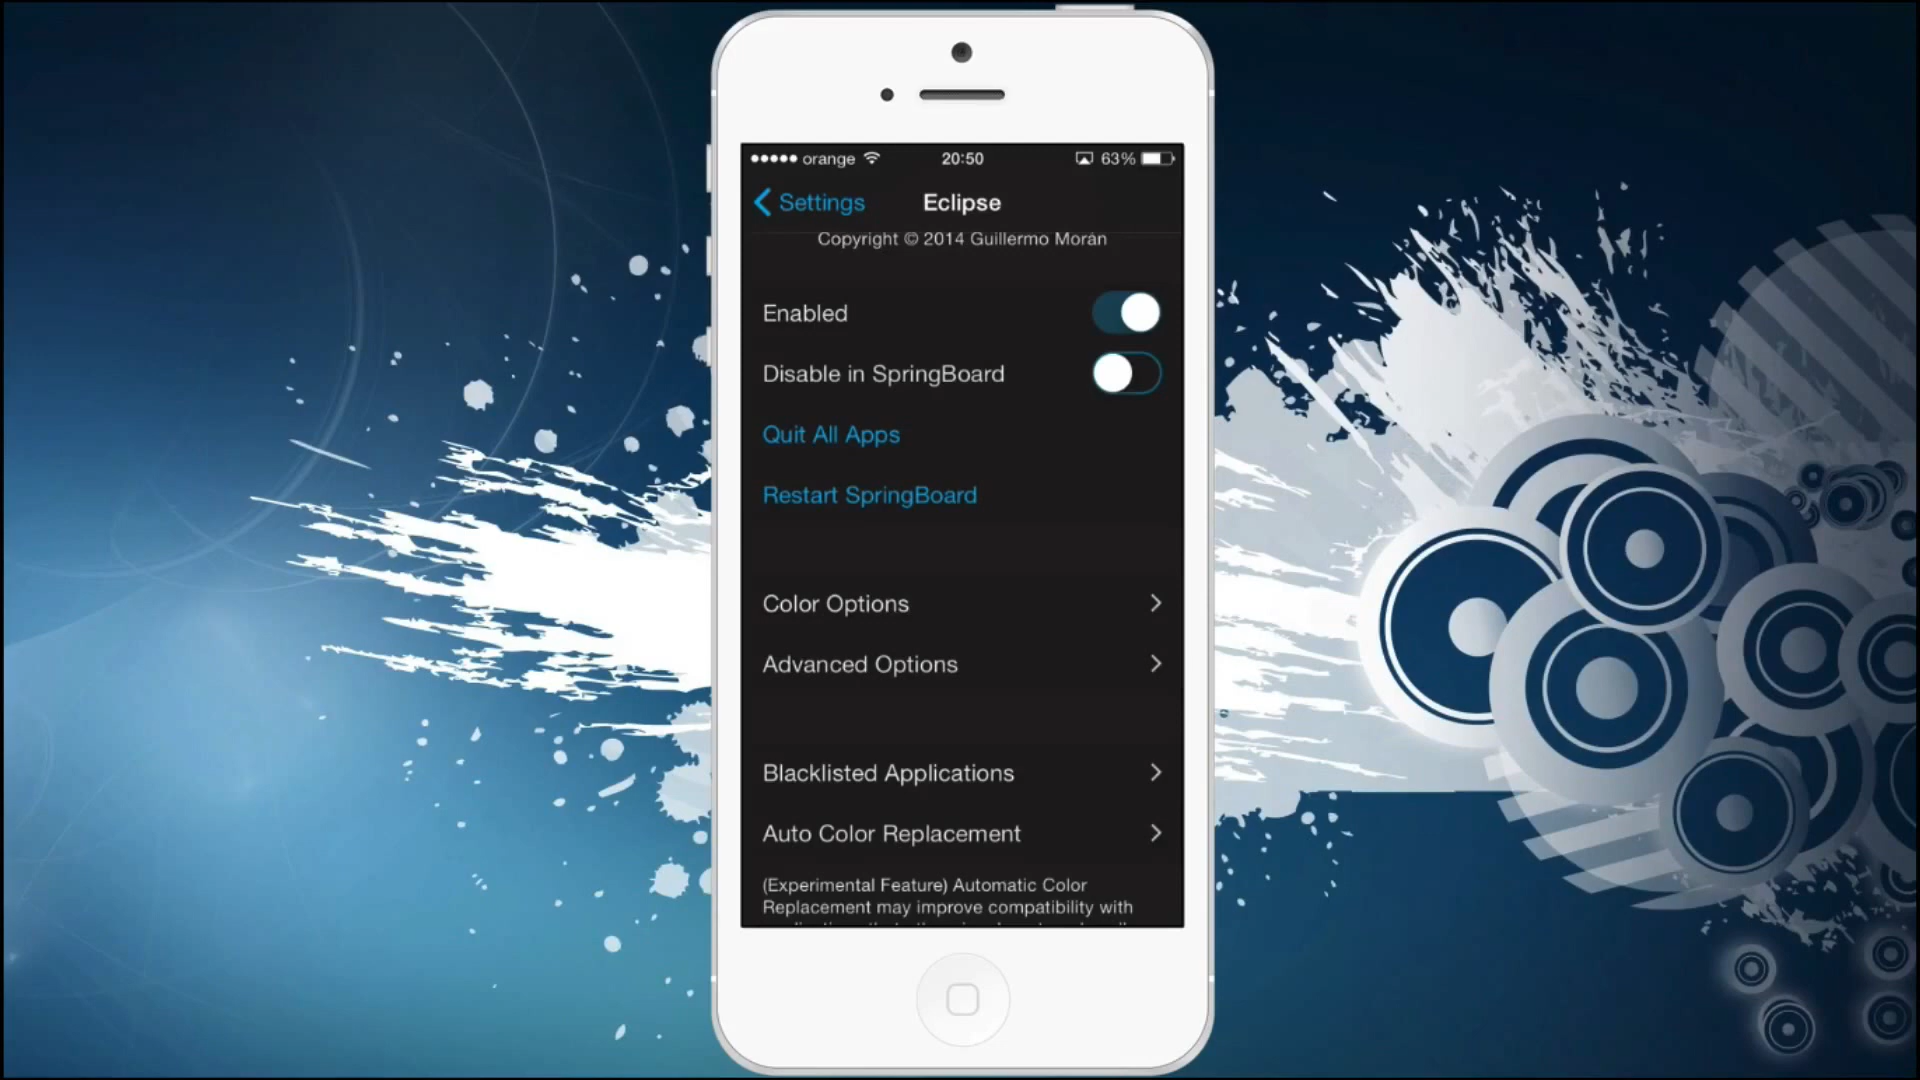 orange 20:50 63%
Settings Eclipse
Copyright © 2014 Guillermo Morán
Enabled
Disable in SpringBoard
Quit All Apps
Restart SpringBoard
Color Options
Advanced Options
Blacklisted Applications
Auto Color Replacement
(Experimental Feature) Automatic Color
Replacement may improve compatibility with